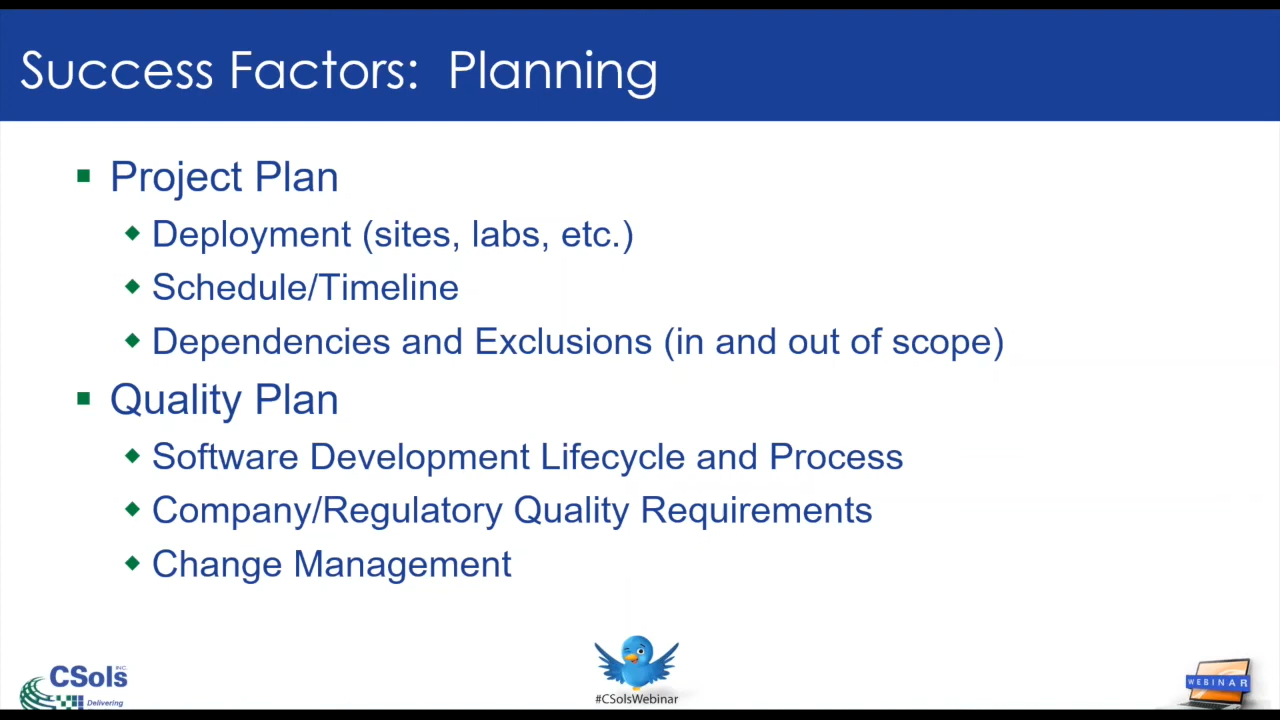 Success Factors: Planning
Project Plan
Deployment (sites, labs, etc.)
Schedule/Timeline
Dependencies and Exclusions (in and out of scope)
Quality Plan
Software Development Lifecycle and Process
Company/Regulatory Quality Requirements
Change Management
CSols INC.
Delivering
#CSolsWebinar
WEBINAR